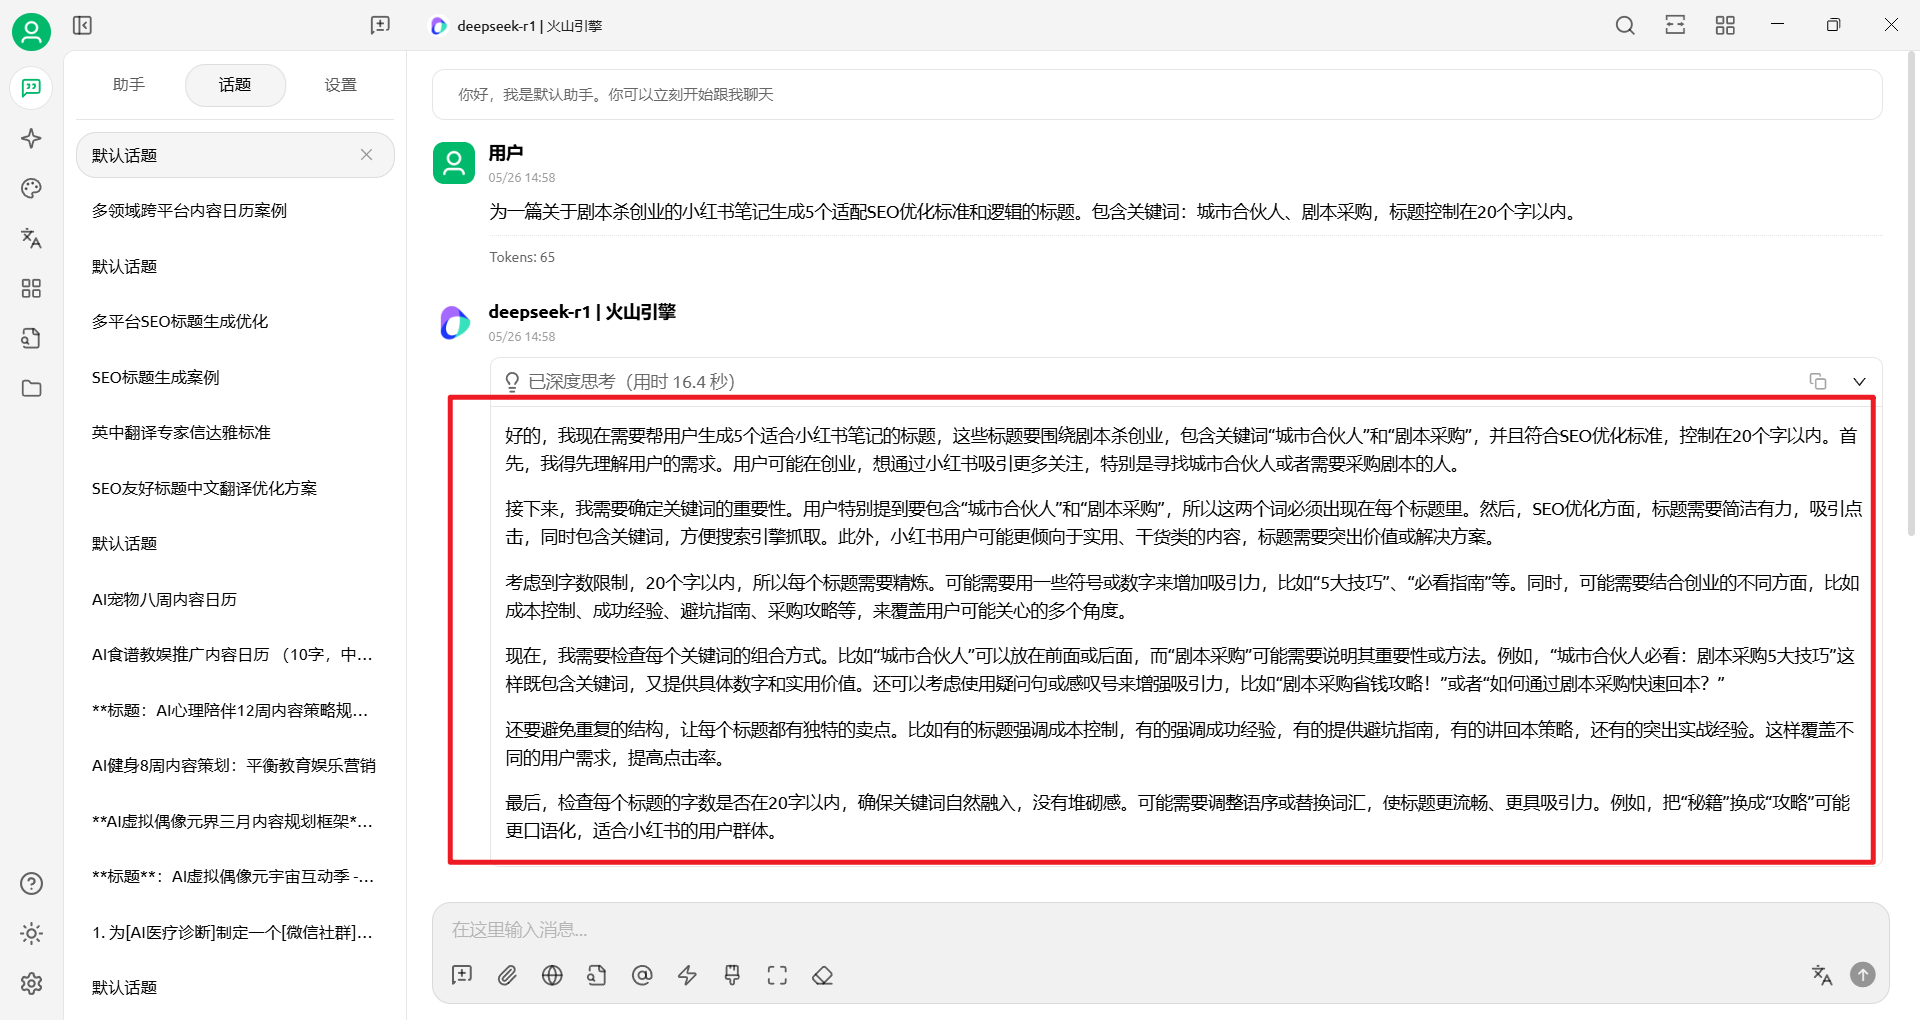 deepseek-r1 | 火山引擎
助手
话题
设置
默认话题
多领域跨平台内容日历案例
默认话题
多平台SEO标题生成优化
SEO标题生成案例
英中翻译专家信达雅标准
SEO友好标题中文翻译优化方案
默认话题
AI宠物八周内容日历
AI食谱教娱推广内容日历 （10字，中...
**标题：AI心理陪伴12周内容策略规...
AI健身8周内容策划：平衡教育娱乐营销
**AI虚拟偶像元界三月内容规划框架*...
**标题**：AI虚拟偶像元宇宙互动季 -...
1. 为[AI医疗诊断]制定一个[微信社群]...
默认话题
你好，我是默认助手。你可以立刻开始跟我聊天
用户
05/26 14:58
为一篇关于剧本杀创业的小红书笔记生成5个适配SEO优化标准和逻辑的标题。包含关键词：城市合伙人、剧本采购，标题控制在20个字以内。
Tokens: 65
deepseek-r1 | 火山引擎
05/26 14:58
已深度思考（用时 16.4 秒）
好的，我现在需要帮用户生成5个适合小红书笔记的标题，这些标题要围绕剧本杀创业，包含关键词“城市合伙人”和“剧本采购”，并且符合SEO优化标准，控制在20个字以内。首
先，我得先理解用户的需求。用户可能在创业，想通过小红书吸引更多关注，特别是寻找城市合伙人或者需要采购剧本的人。
接下来，我需要确定关键词的重要性。用户特别提到要包含“城市合伙人”和“剧本采购”，所以这两个词必须出现在每个标题里。然后，SEO优化方面，标题需要简洁有力，吸引点
击，同时包含关键词，方便搜索引擎抓取。此外，小红书用户可能更倾向于实用、干货类的内容，标题需要突出价值或解决方案。
考虑到字数限制，20个字以内，所以每个标题需要精炼。可能需要用一些符号或数字来增加吸引力，比如“5大技巧”、“必看指南”等。同时，可能需要结合创业的不同方面，比如
成本控制、成功经验、避坑指南、采购攻略等，来覆盖用户可能关心的多个角度。
现在，我需要检查每个关键词的组合方式。比如“城市合伙人”可以放在前面或后面，而“剧本采购”可能需要说明其重要性或方法。例如，“城市合伙人必看：剧本采购5大技巧”这
样既包含关键词，又提供具体数字和实用价值。还可以考虑使用疑问句或感叹号来增强吸引力，比如“剧本采购省钱攻略！”或者“如何通过剧本采购快速回本？”
还要避免重复的结构，让每个标题都有独特的卖点。比如有的标题强调成本控制，有的强调成功经验，有的提供避坑指南，有的讲回本策略，还有的突出实战经验。这样覆盖不
同的用户需求，提高点击率。
最后，检查每个标题的字数是否在20字以内，确保关键词自然融入，没有堆砌感。可能需要调整语序或替换词汇，使标题更流畅、更具吸引力。例如，把“秘籍”换成“攻略”可能
更口语化，适合小红书的用户群体。
在这里输入消息...